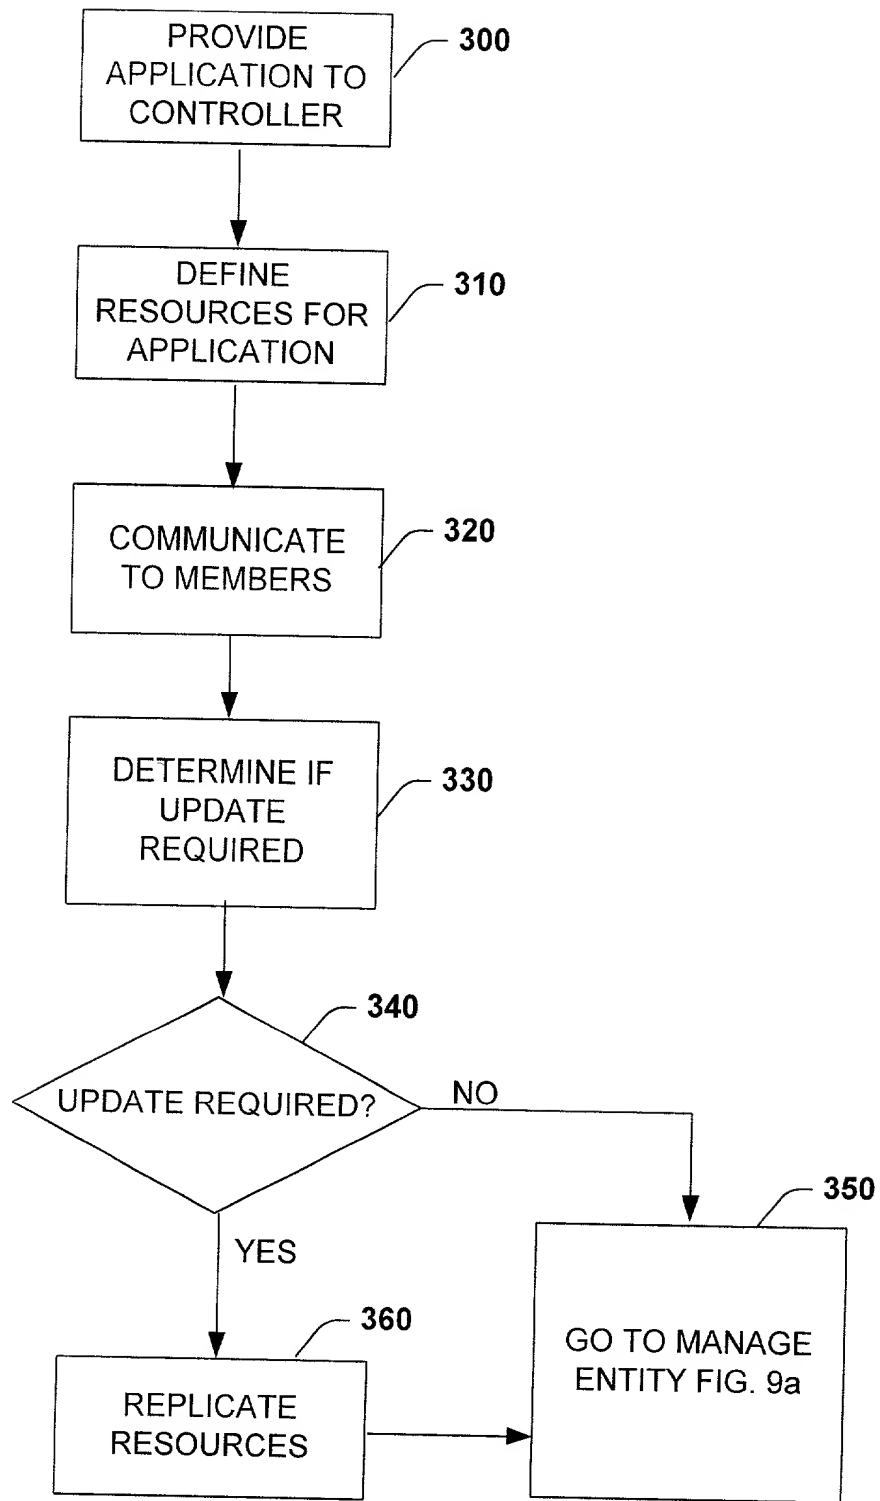 PROVIDE
APPLICATION TO
CONTROLLER
300
DEFINE
RESOURCES FOR
APPLICATION
310
COMMUNICATE
TO MEMBERS
320
DETERMINE IF
UPDATE
REQUIRED
330
340
UPDATE REQUIRED?
NO
YES
350
GO TO MANAGE
ENTITY FIG. 9a
360
REPLICATE
RESOURCES